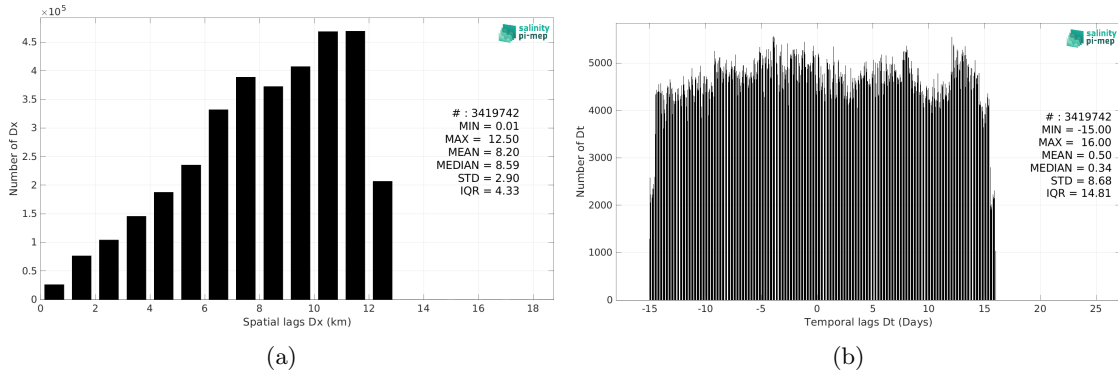 ×10⁵
4.5
4
3.5
3
2.5
2
1.5
1
0.5
0
Number of Dx
salinity
pi-mep
# : 3419742
MIN = 0.01
MAX = 12.50
MEAN = 8.20
MEDIAN = 8.59
STD = 2.90
IQR = 4.33
0 2 4 6 8 10 12 14 16 18
Spatial lags Dx (km)
(a)
5000
4000
3000
2000
1000
0
Number of Dt
salinity
pi-mep
# : 3419742
MIN = -15.00
MAX = 16.00
MEAN = 0.50
MEDIAN = 0.34
STD = 8.68
IQR = 14.81
-15 -10 -5 0 5 10 15 20 25
Temporal lags Dt (Days)
(b)